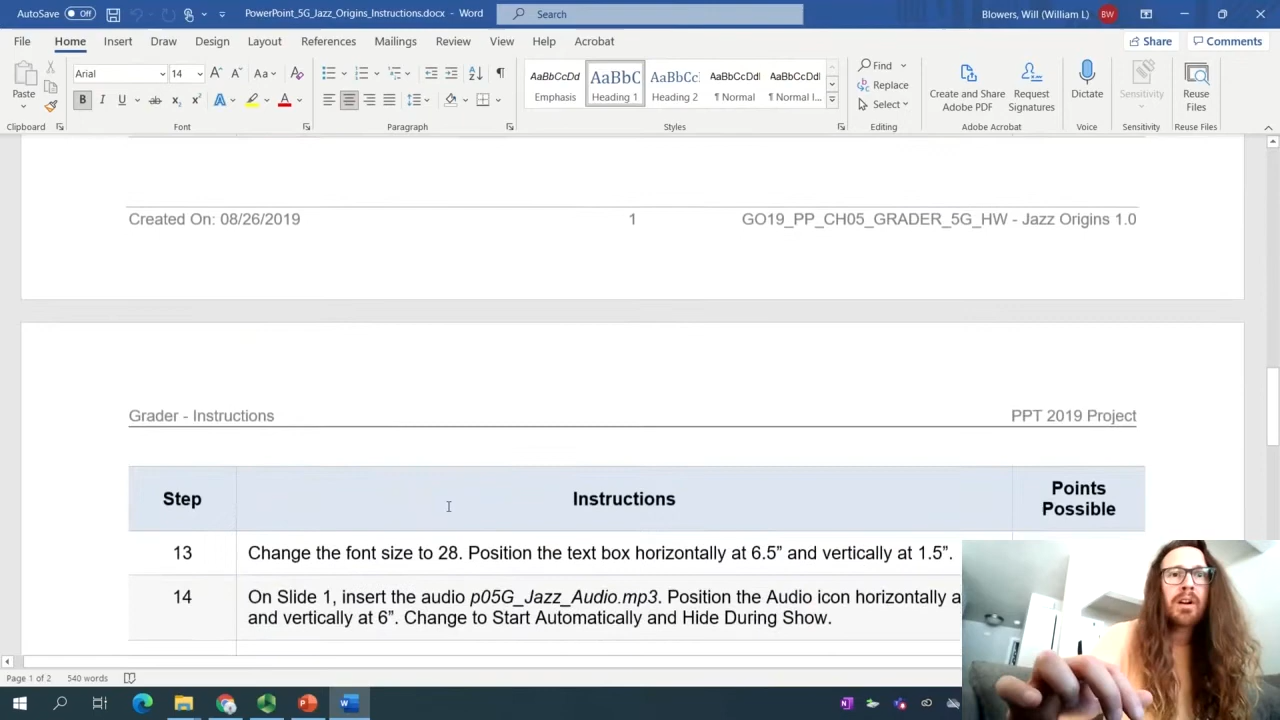 AutoSave Off PowerPoint_5G_Jazz_Origins_Instructions.docx - Word Search Blowers, Will (William L) BW
File Home Insert Draw Design Layout References Mailings Review View Help Acrobat Share Comments
Paste Arial 14 AaBbCcDd AaBbC AaBbCc AaBbCcDd AaBbCcDd Find Replace Select
Emphasis Heading 1 Heading 2 ¶ Normal ¶ Normal I...
Create and Share Adobe PDF Request Signatures Dictate Sensitivity Reuse Files
Clipboard Font Paragraph Styles Editing Adobe Acrobat Voice Sensitivity Reuse Files
Created On: 08/26/2019 1 GO19_PP_CH05_GRADER_5G_HW - Jazz Origins 1.0
Grader - Instructions PPT 2019 Project
Step Instructions Points Possible
13 Change the font size to 28. Position the text box horizontally at 6.5” and vertically at 1.5”.
14 On Slide 1, insert the audio p05G_Jazz_Audio.mp3. Position the Audio icon horizontally a
and vertically at 6”. Change to Start Automatically and Hide During Show.
Page 1 of 2 540 words